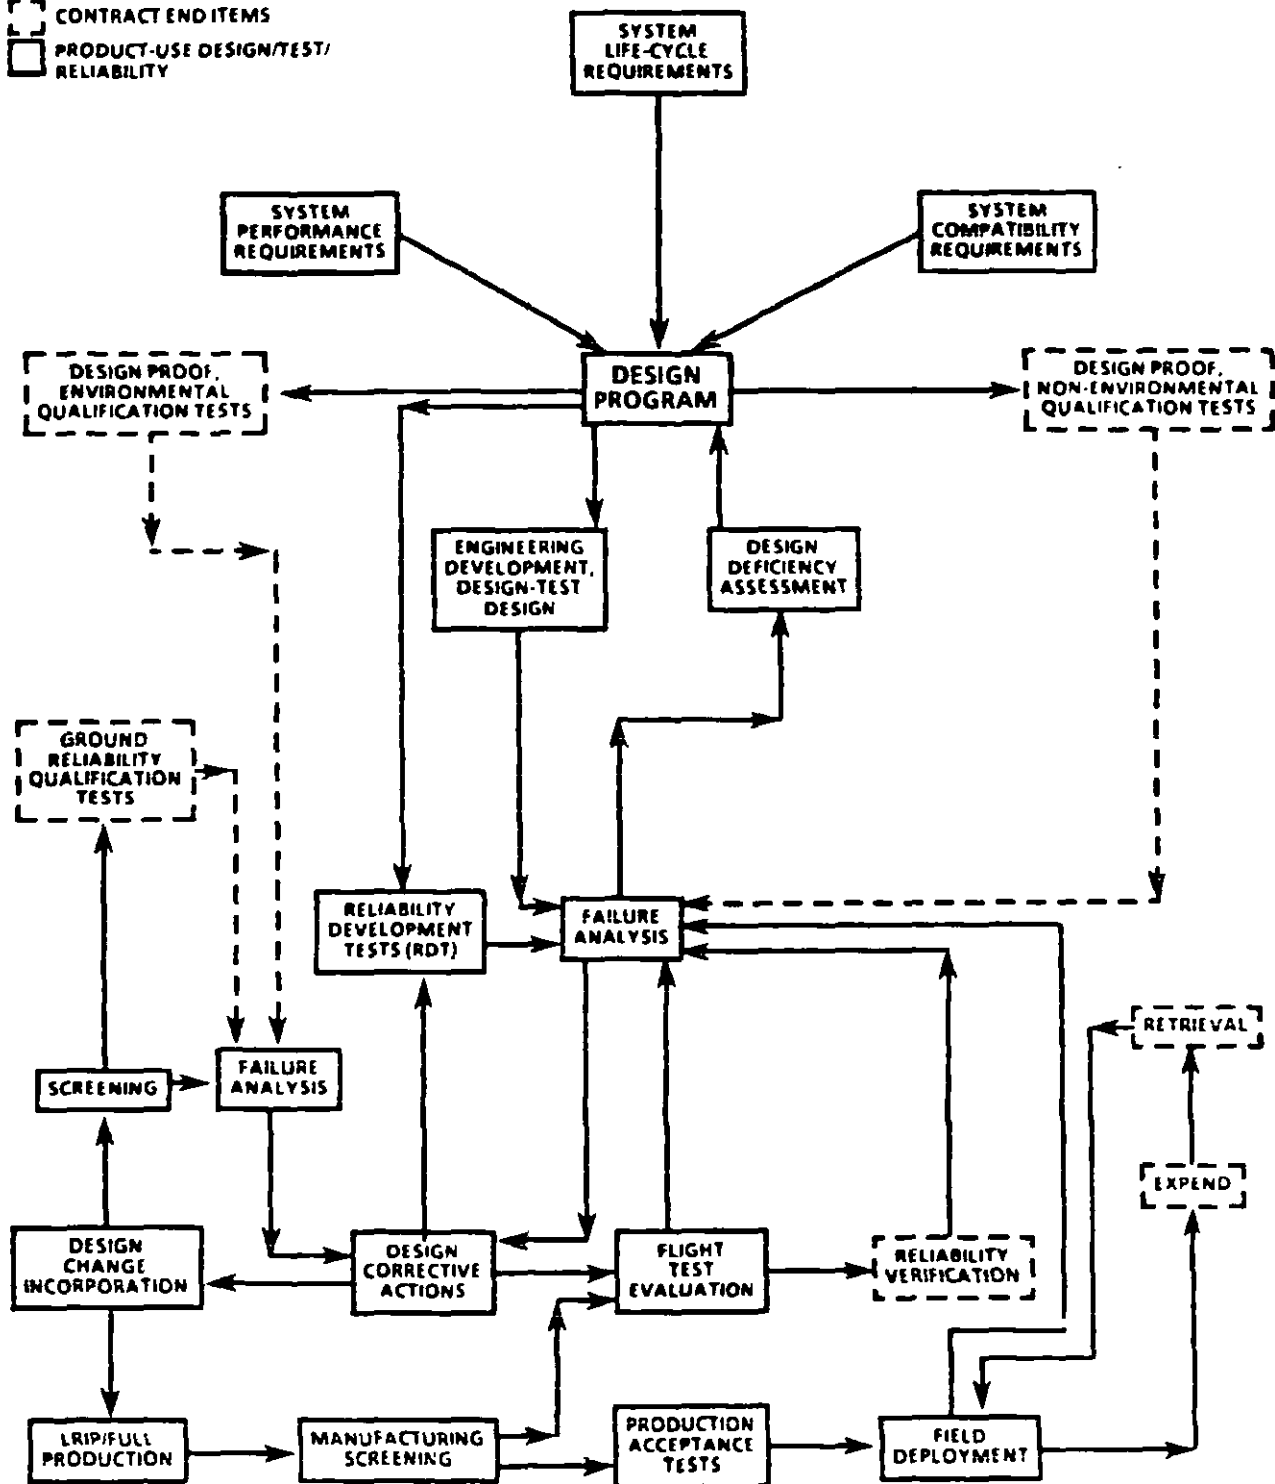 CONTRACT END ITEMS
PRODUCT-USE DESIGN/TEST/
RELIABILITY
SYSTEM
LIFE-CYCLE
REQUIREMENTS
SYSTEM
PERFORMANCE
REQUIREMENTS
SYSTEM
COMPATIBILITY
REQUIREMENTS
DESIGN PROOF,
ENVIRONMENTAL
QUALIFICATION TESTS
DESIGN
PROGRAM
DESIGN PROOF,
NON-ENVIRONMENTAL
QUALIFICATION TESTS
ENGINEERING
DEVELOPMENT,
DESIGN-TEST
DESIGN
DESIGN
DEFICIENCY
ASSESSMENT
GROUND
RELIABILITY
QUALIFICATION
TESTS
RELIABILITY
DEVELOPMENT
TESTS (RDT)
FAILURE
ANALYSIS
RETRIEVAL
SCREENING
FAILURE
ANALYSIS
EXPEND
DESIGN
CHANGE
INCORPORATION
DESIGN
CORRECTIVE
ACTIONS
FLIGHT
TEST
EVALUATION
RELIABILITY
VERIFICATION
LRIP/FULL
PRODUCTION
MANUFACTURING
SCREENING
PRODUCTION
ACCEPTANCE
TESTS
FIELD
DEPLOYMENT